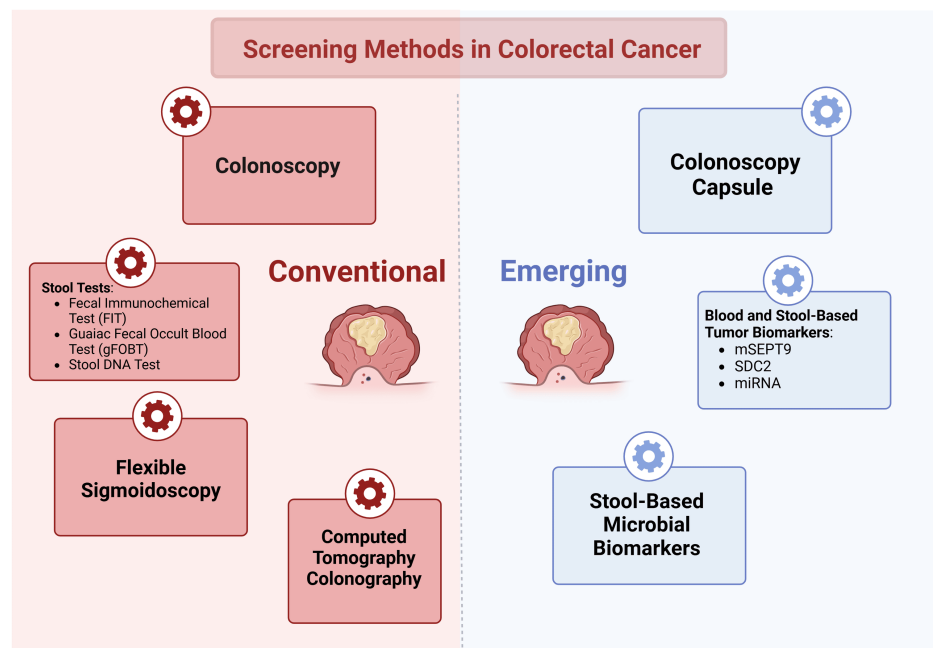 Screening Methods in Colorectal Cancer
Colonoscopy
Stool Tests:
• Fecal Immunochemical
Test (FIT)
• Guaiac Fecal Occult Blood
Test (gFOBT)
• Stool DNA Test
Flexible
Sigmoidoscopy
Computed
Tomography
Colonography
Conventional
Emerging
Colonoscopy
Capsule
Blood and Stool-Based
Tumor Biomarkers:
• mSEPT9
• SDC2
• miRNA
Stool-Based
Microbial
Biomarkers